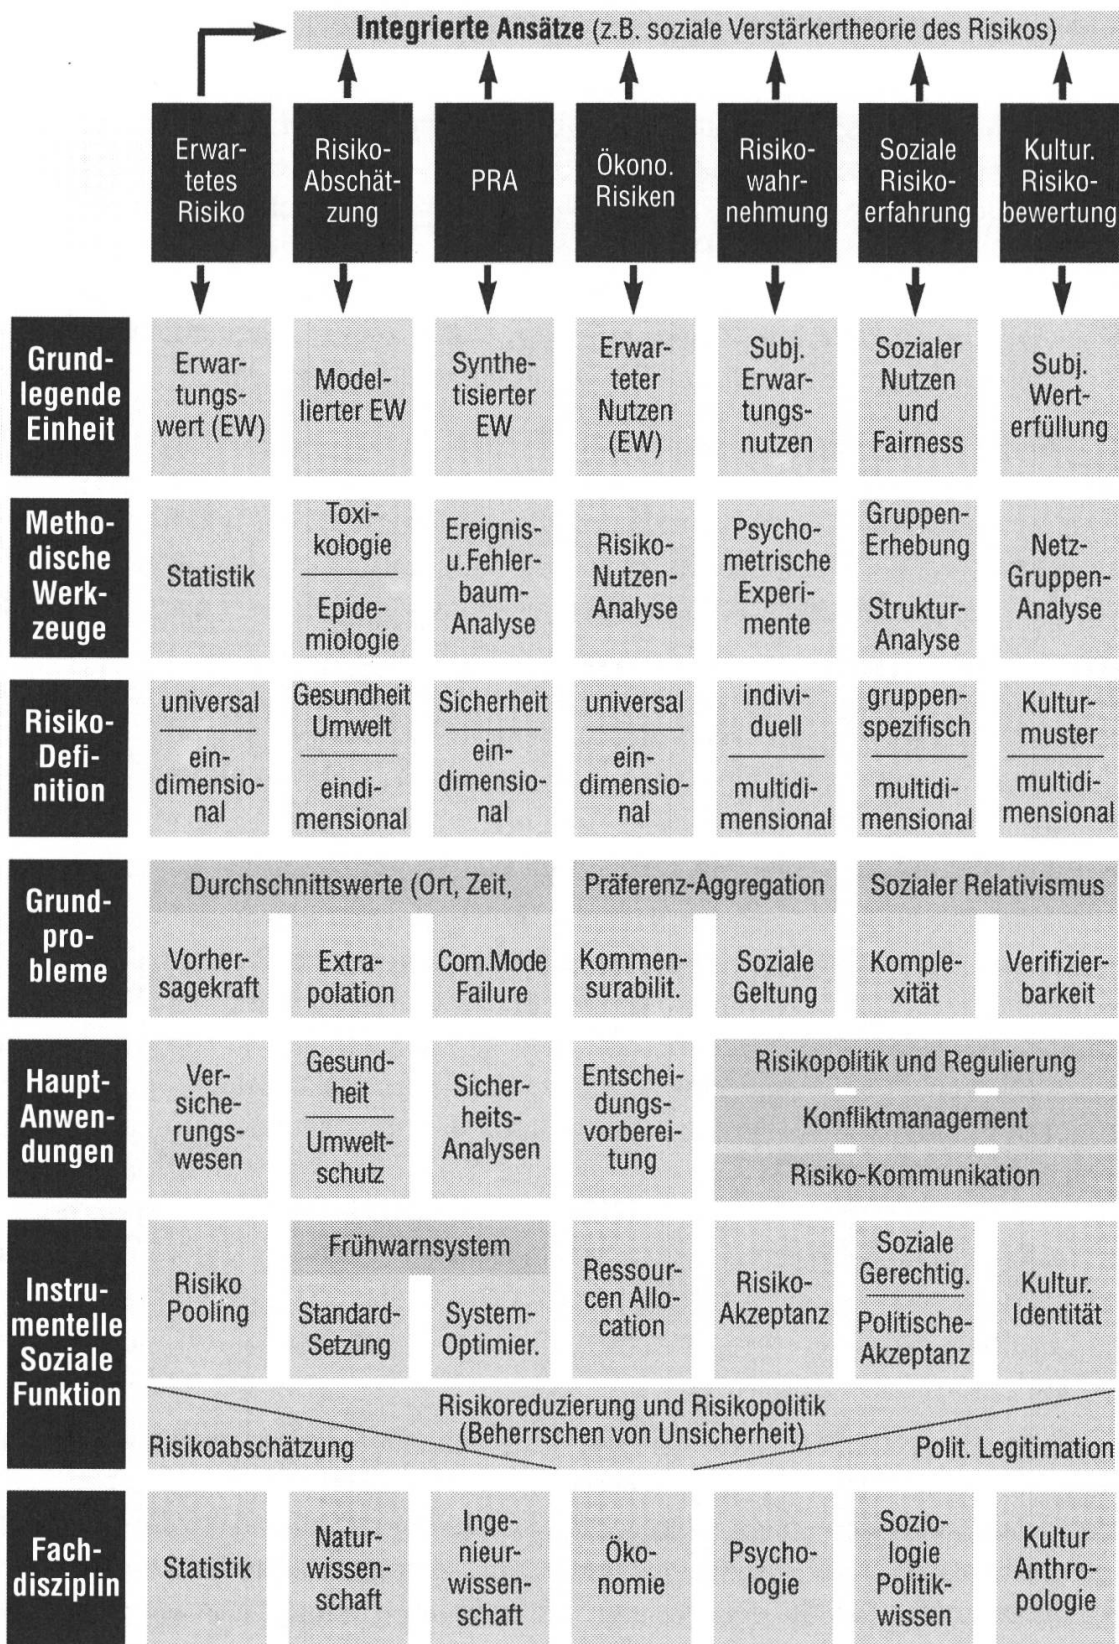 Integrierte Ansätze (z.B. soziale Verstärkertheorie des Risikos)
Erwar-
tetes
Risiko
Risiko-
Abschät-
zung
PRA
Ökono.
Risiken
Risiko-
wahr-
nehmung
Soziale
Risiko-
erfahrung
Kultur.
Risiko-
bewertung
Grund-
legende
Einheit
Erwar-
tungs-
wert (EW)
Model-
lierter EW
Synthe-
tisierter
EW
Erwar-
teter
Nutzen
(EW)
Subj.
Erwar-
tungs-
nutzen
Sozialer
Nutzen
und
Fairness
Subj.
Wert-
erfüllung
Metho-
dische
Werk-
zeuge
Statistik
Toxi-
kologie
Epide-
miologie
Ereignis-
u.Fehler-
baum-
Analyse
Risiko-
Nutzen-
Analyse
Psycho-
metrische
Experi-
mente
Gruppen-
Erhebung
Struktur-
Analyse
Netz-
Gruppen-
Analyse
Risiko-
Defi-
nition
universal
ein-
dimensio-
nal
Gesundheit
Umwelt
eindi-
mensional
Sicherheit
ein-
dimensio-
nal
universal
ein-
dimensio-
nal
indivi-
duell
multidi-
mensional
gruppen-
spezifisch
multidi-
mensional
Kultur-
muster
multidi-
mensional
Grund-
pro-
bleme
Durchschnittswerte (Ort, Zeit,
Präferenz-Aggregation
Sozialer Relativismus
Vorher-
sagekraft
Extra-
polation
Com.Mode
Failure
Kommen-
surabilit.
Soziale
Geltung
Komple-
xität
Verifizier-
barkeit
Haupt-
Anwen-
dungen
Ver-
siche-
rungs-
wesen
Gesund-
heit
Umwelt-
schutz
Sicher-
heits-
Analysen
Entschei-
dungs-
vorberei-
tung
Risikopolitik und Regulierung
Konfliktmanagement
Risiko-Kommunikation
Instru-
mentelle
Soziale
Funktion
Risiko
Pooling
Frühwarnsystem
Standard-
Setzung
System-
Optimier.
Ressour-
cen Allo-
cation
Risiko-
Akzeptanz
Soziale
Gerechtig.
Politische-
Akzeptanz
Kultur.
Identität
Risikoreduzierung und Risikopolitik
(Beherrschen von Unsicherheit)
Risikoabschätzung
Polit. Legitimation
Fach-
disziplin
Statistik
Natur-
wissen-
schaft
Inge-
nieur-
wissen-
schaft
Öko-
nomie
Psycho-
logie
Sozio-
logie
Politik-
wissen
Kultur
Anthro-
pologie